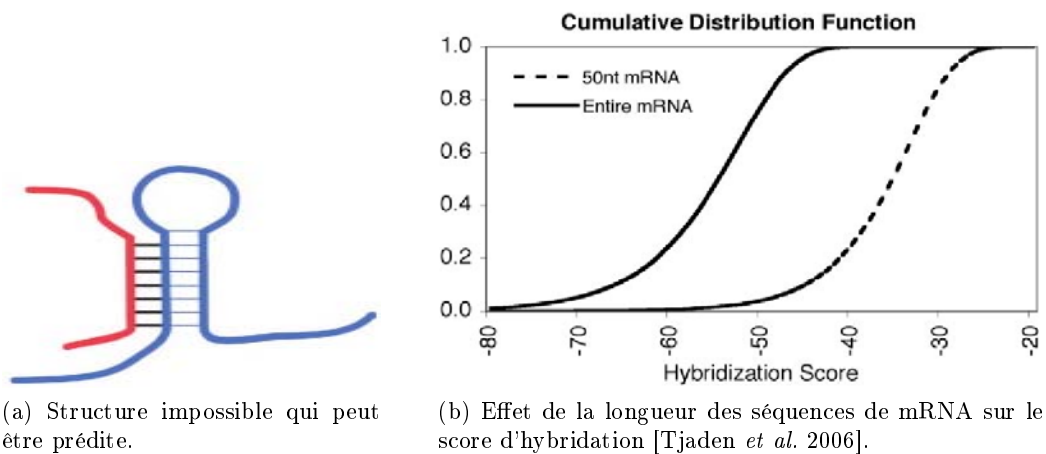 Cumulative Distribution Function
1.0
0.8
0.6
0.4
0.2
0.0
50nt mRNA
Entire mRNA
-80
-70
-60
-50
-40
-30
-20
Hybridization Score
(a) Structure impossible qui peut
être prédite.
(b) Effet de la longueur des séquences de mRNA sur le
score d'hybridation [Tjaden et al. 2006].